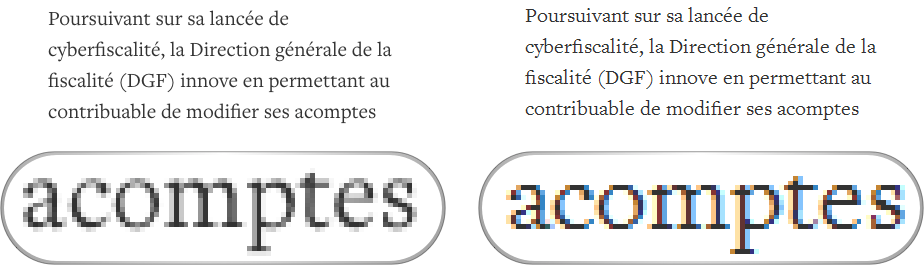 Poursuivant sur sa lancée de
cyberfiscalité, la Direction générale de la
fiscalité (DGF) innove en permettant au
contribuable de modifier ses acomptes
acomptes
Poursuivant sur sa lancée de
cyberfiscalité, la Direction générale de la
fiscalité (DGF) innove en permettant au
contribuable de modifier ses acomptes
acomptes